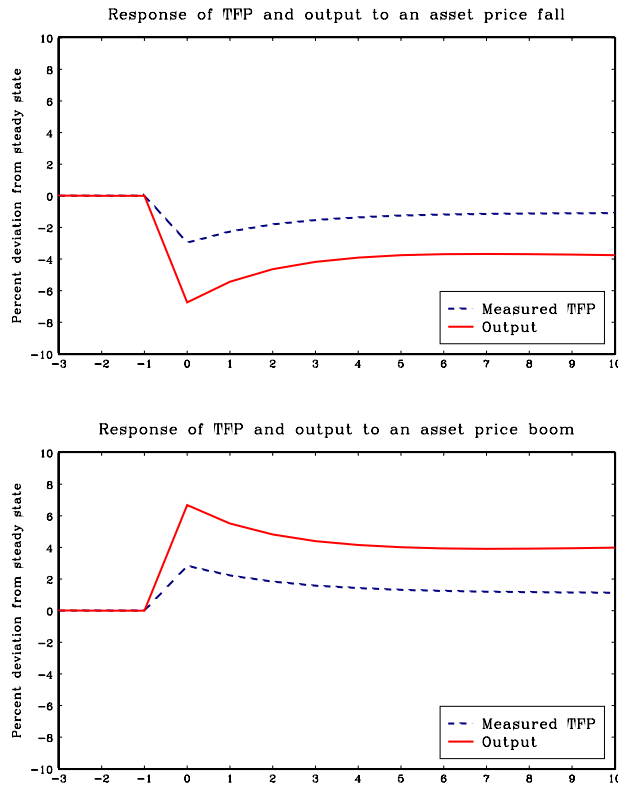 Response of TFP and output to an asset price fall
Percent deviation from steady state
10
8
6
4
2
0
−2
−4
−6
−8
−10
Measured TFP
Output
−3 −2 −1 0 1 2 3 4 5 6 7 8 9 10
Response of TFP and output to an asset price boom
Percent deviation from steady state
10
8
6
4
2
0
−2
−4
−6
−8
−10
Measured TFP
Output
−3 −2 −1 0 1 2 3 4 5 6 7 8 9 10